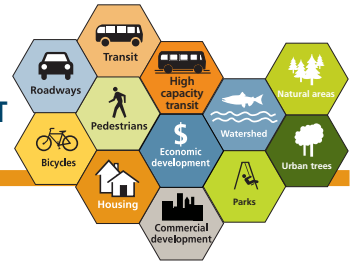 Transit
Roadways
High
capacity
transit
Natural areas
T
Pedestrians
Watershed
Bicycles
$
Economic
development
Urban trees
Housing
Parks
Commercial
development